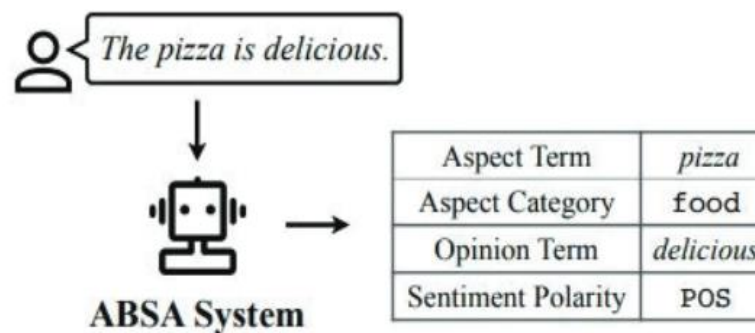 The pizza is delicious.
Aspect Term pizza
Aspect Category food
Opinion Term delicious
Sentiment Polarity POS
ABSA System